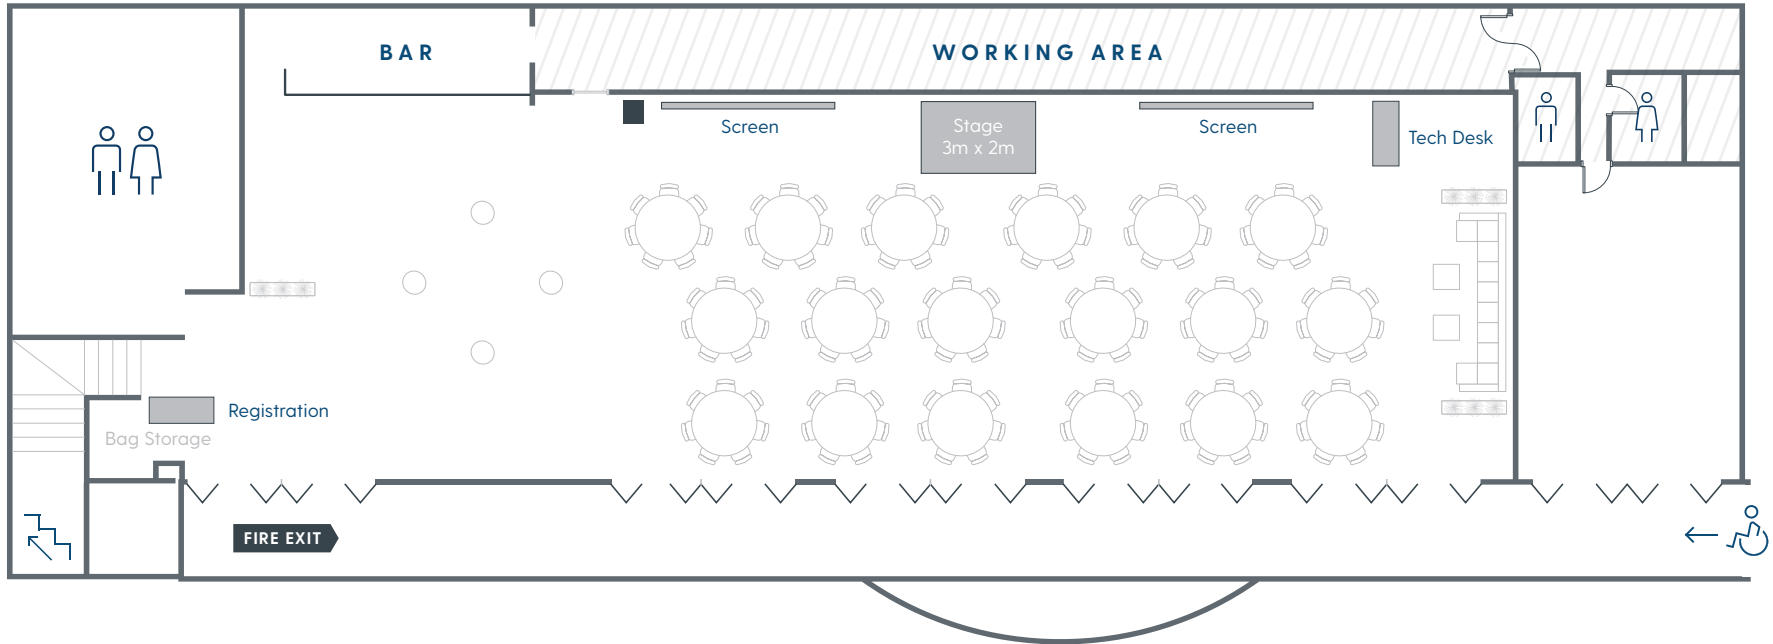 BAR
WORKING AREA
Screen
Stage
3m x 2m
Screen
Tech Desk
Registration
Bag Storage
FIRE EXIT